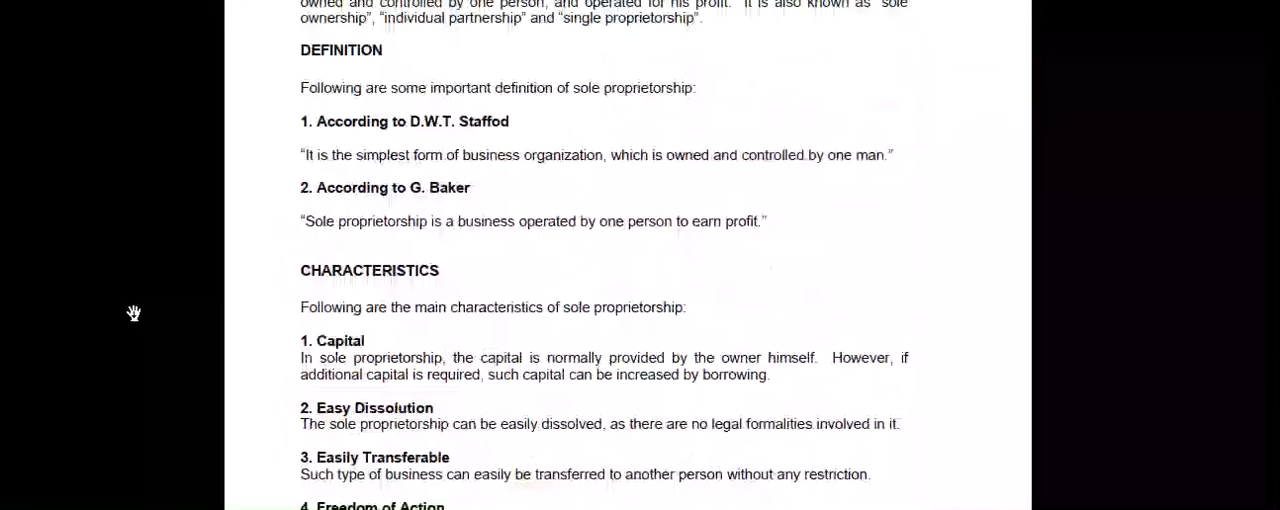 owned and controlled by one person, and operated for his profit. It is also known as “sole
ownership”, “individual partnership” and “single proprietorship”.
DEFINITION
Following are some important definition of sole proprietorship:
1. According to D.W.T. Staffod
“It is the simplest form of business organization, which is owned and controlled by one man.”
2. According to G. Baker
“Sole proprietorship is a business operated by one person to earn profit.”
CHARACTERISTICS
Following are the main characteristics of sole proprietorship:
1. Capital
In sole proprietorship, the capital is normally provided by the owner himself. However, if
additional capital is required, such capital can be increased by borrowing.
2. Easy Dissolution
The sole proprietorship can be easily dissolved, as there are no legal formalities involved in it.
3. Easily Transferable
Such type of business can easily be transferred to another person without any restriction.
4. Freedom of Action